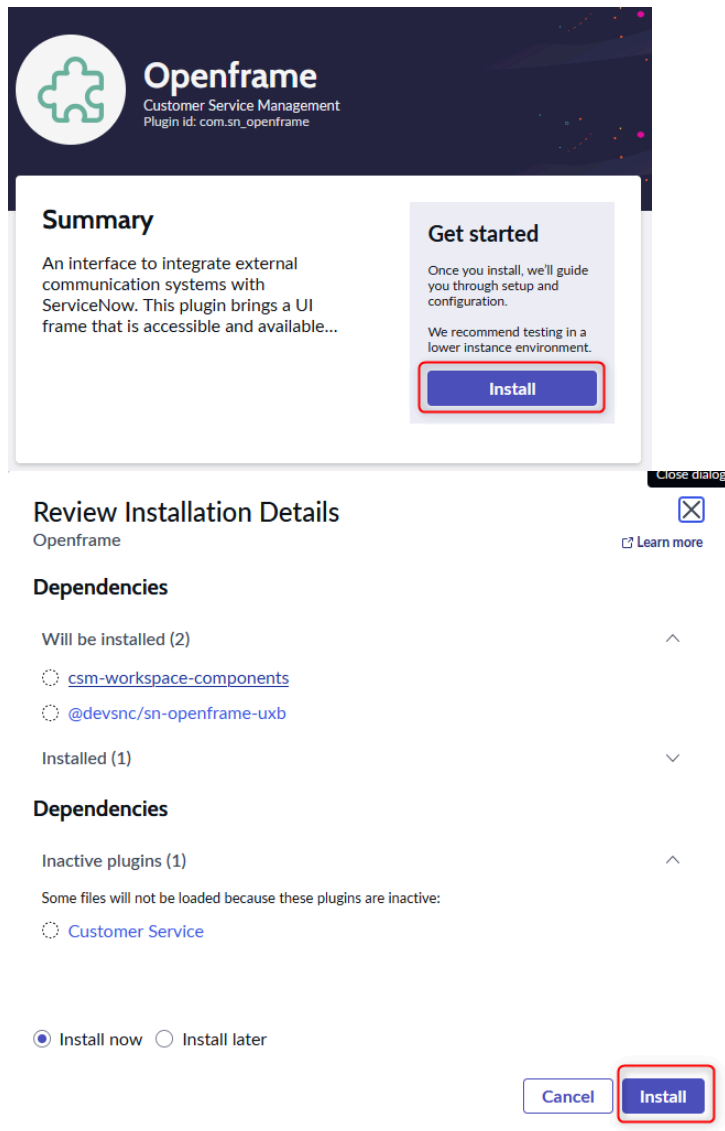 Openframe
Customer Service Management
Plugin id: com.sn_openframe
Summary
An interface to integrate external
communication systems with
ServiceNow. This plugin brings a UI
frame that is accessible and available...
Get started
Once you install, we'll guide
you through setup and
configuration.
We recommend testing in a
lower instance environment.
Install
Close dialog
Review Installation Details
Openframe
Learn more
Dependencies
Will be installed (2)
csm-workspace-components
@devsnc/sn-openframe-uxb
Installed (1)
Dependencies
Inactive plugins (1)
Some files will not be loaded because these plugins are inactive:
Customer Service
Install now Install later
Cancel Install